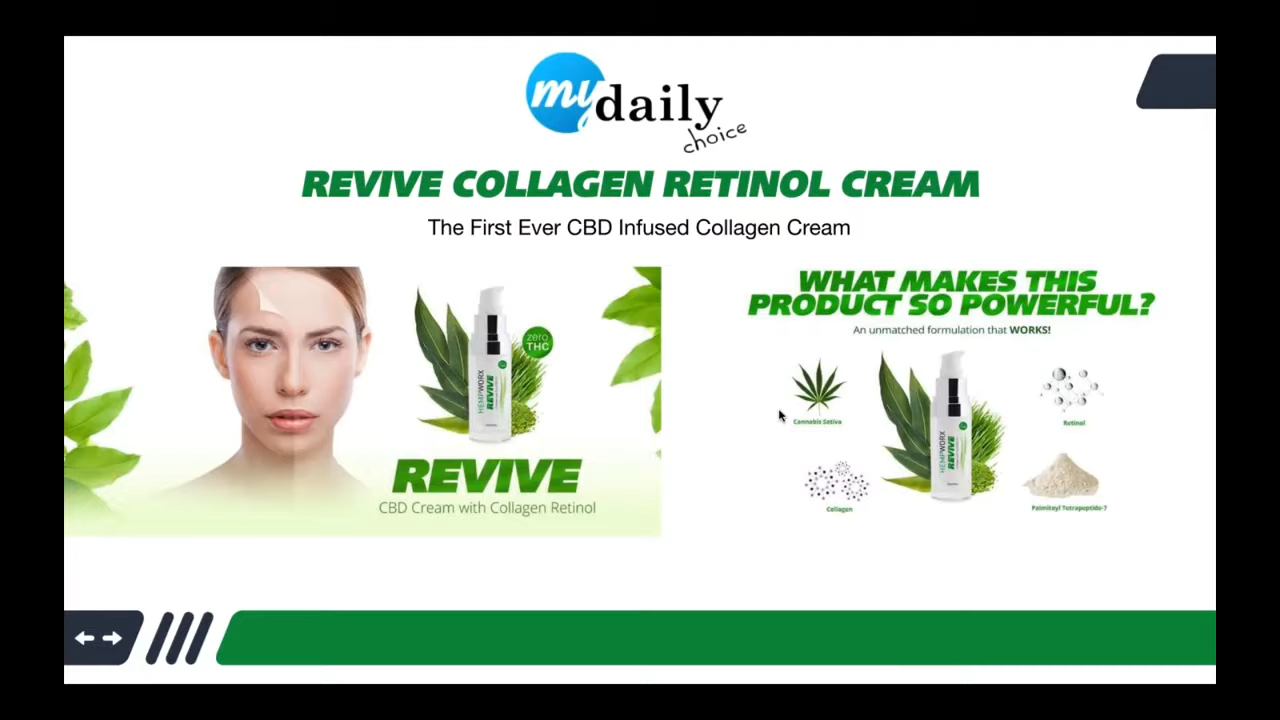 my daily choice
REVIVE COLLAGEN RETINOL CREAM
The First Ever CBD Infused Collagen Cream
zero
THC
HEMPWORX
REVIVE
REVIVE
CBD Cream with Collagen Retinol
WHAT MAKES THIS
PRODUCT SO POWERFUL?
An unmatched formulation that WORKS!
Cannabis Sativa
Retinol
HEMPWORX
REVIVE
Collagen
Palmitoyl Tetrapeptide-7